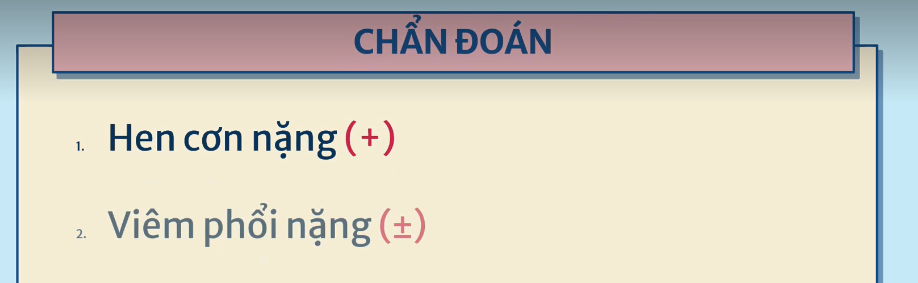 CHẨN ĐOÁN
1. Hen cơn nặng (+)
2. Viêm phổi nặng (±)